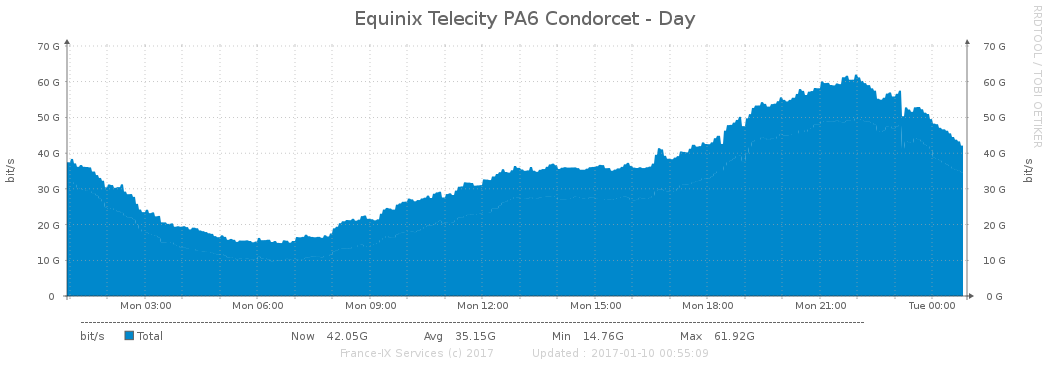 Equinix Telecity PA6 Condorcet - Day
RRDTOOL / TOBI OETIKER
70 G 70 G
60 G 60 G
50 G 50 G
40 G 40 G
30 G 30 G
20 G 20 G
10 G 10 G
0 0 G
bit/s bit/s
Mon 03:00 Mon 06:00 Mon 09:00 Mon 12:00 Mon 15:00 Mon 18:00 Mon 21:00 Tue 00:00
bit/s Total Now 42.05G Avg 35.15G Min 14.76G Max 61.92G
France-IX Services (c) 2017 Updated : 2017-01-10 00:55:09